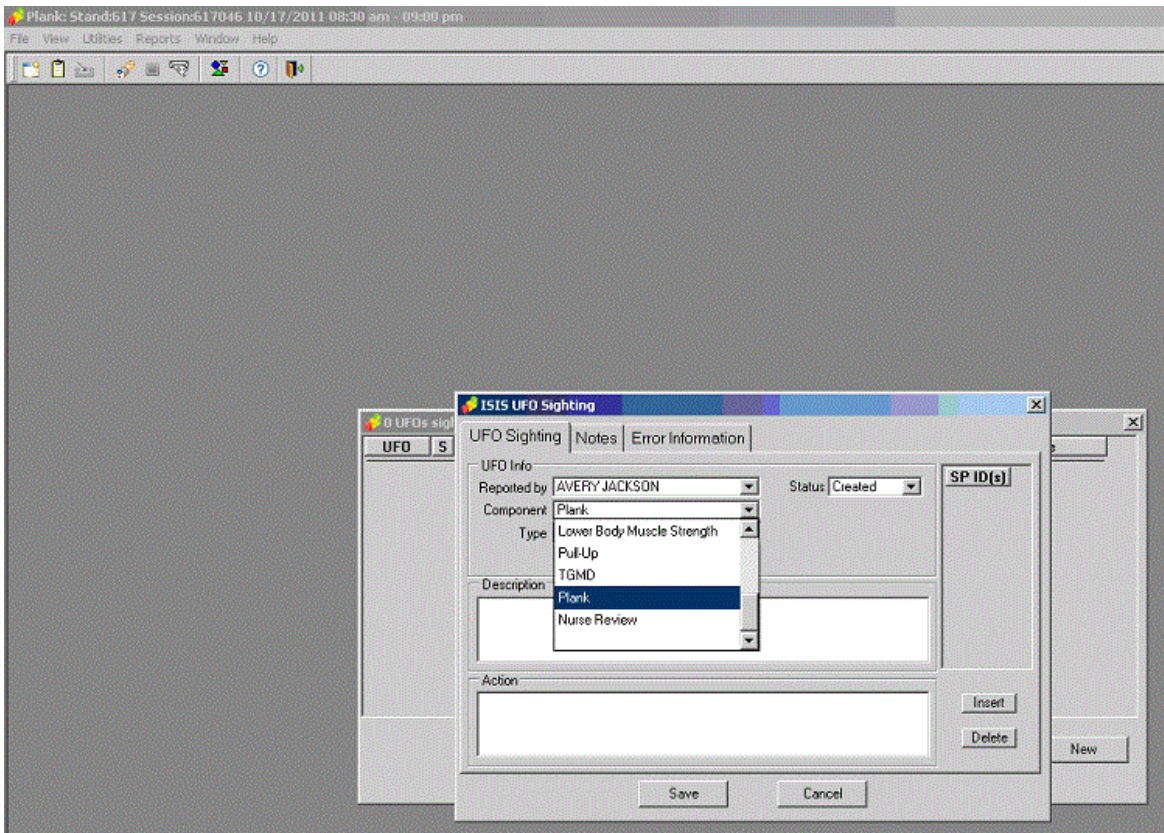 Plank: Stand:617 Session:617046 10/17/2011 08:30 am - 09:00 pm
File View Utilities Reports Window Help
0 UFOs
UFO S
ISIS UFO Sighting
UFO Sighting Notes Error Information
UFO Info
Reported by AVERY JACKSON Status Created
SP ID(s)
Component Plank
Type
Lower Body Muscle Strength
Pull-Up
TGMD
Plank
Nurse Review
Description
Action
Insert
Delete
New
Save Cancel